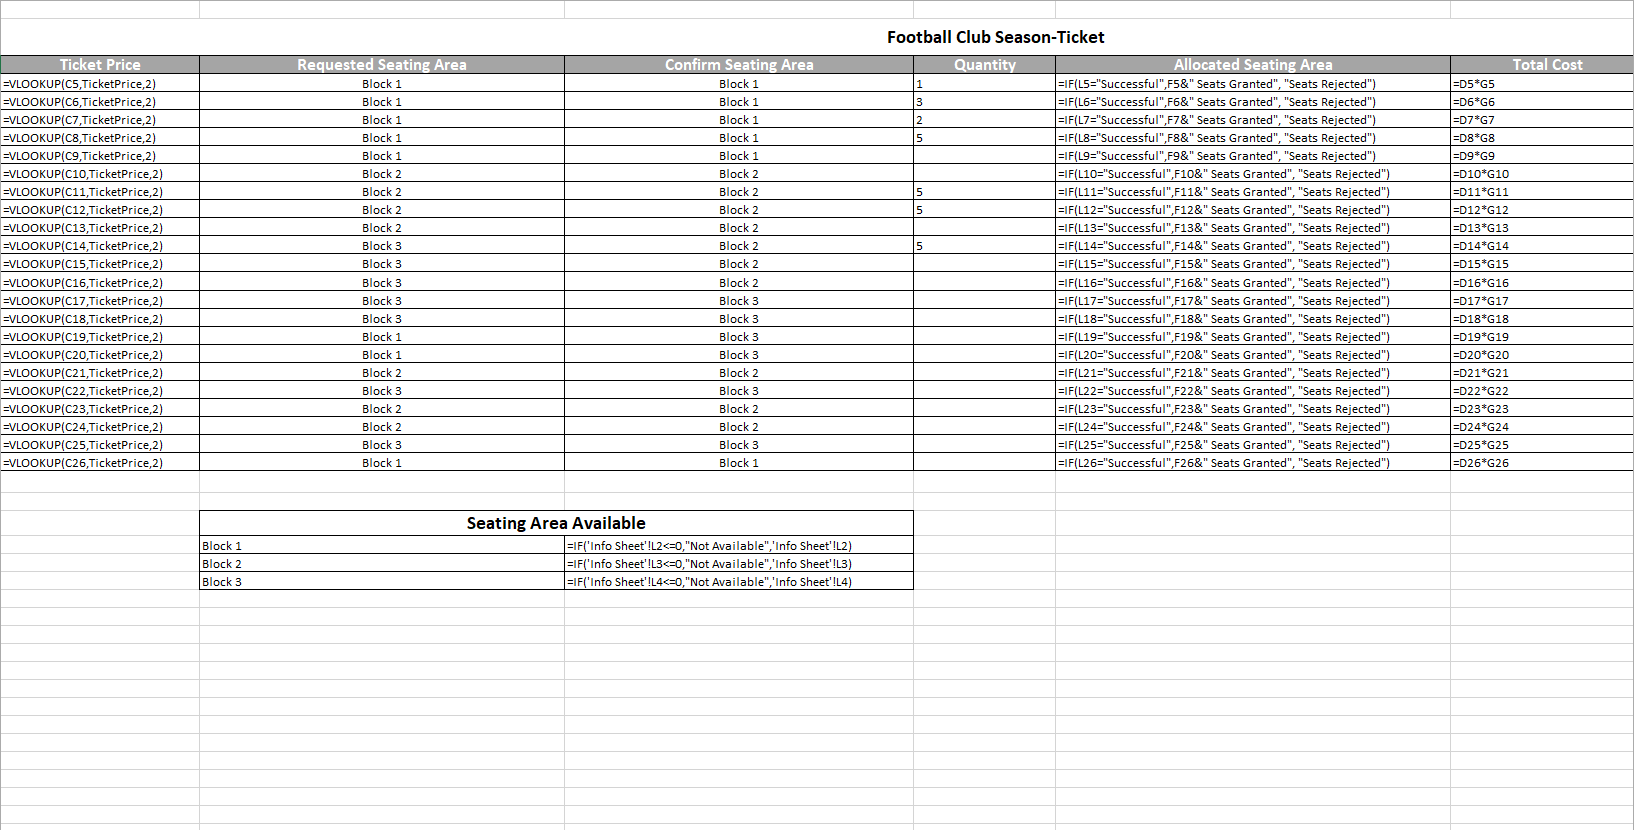 Football Club Season-Ticket
Ticket Price Requested Seating Area Confirm Seating Area Quantity Allocated Seating Area Total Cost
=VLOOKUP(C5,TicketPrice,2) Block 1 Block 1 1 =IF(L5="Successful",F5&" Seats Granted", "Seats Rejected") =D5*G5
=VLOOKUP(C6,TicketPrice,2) Block 1 Block 1 3 =IF(L6="Successful",F6&" Seats Granted", "Seats Rejected") =D6*G6
=VLOOKUP(C7,TicketPrice,2) Block 1 Block 1 2 =IF(L7="Successful",F7&" Seats Granted", "Seats Rejected") =D7*G7
=VLOOKUP(C8,TicketPrice,2) Block 1 Block 1 5 =IF(L8="Successful",F8&" Seats Granted", "Seats Rejected") =D8*G8
=VLOOKUP(C9,TicketPrice,2) Block 1 Block 1 =IF(L9="Successful",F9&" Seats Granted", "Seats Rejected") =D9*G9
=VLOOKUP(C10,TicketPrice,2) Block 2 Block 2 =IF(L10="Successful",F10&" Seats Granted", "Seats Rejected") =D10*G10
=VLOOKUP(C11,TicketPrice,2) Block 2 Block 2 5 =IF(L11="Successful",F11&" Seats Granted", "Seats Rejected") =D11*G11
=VLOOKUP(C12,TicketPrice,2) Block 2 Block 2 5 =IF(L12="Successful",F12&" Seats Granted", "Seats Rejected") =D12*G12
=VLOOKUP(C13,TicketPrice,2) Block 2 Block 2 =IF(L13="Successful",F13&" Seats Granted", "Seats Rejected") =D13*G13
=VLOOKUP(C14,TicketPrice,2) Block 3 Block 2 5 =IF(L14="Successful",F14&" Seats Granted", "Seats Rejected") =D14*G14
=VLOOKUP(C15,TicketPrice,2) Block 3 Block 2 =IF(L15="Successful",F15&" Seats Granted", "Seats Rejected") =D15*G15
=VLOOKUP(C16,TicketPrice,2) Block 3 Block 2 =IF(L16="Successful",F16&" Seats Granted", "Seats Rejected") =D16*G16
=VLOOKUP(C17,TicketPrice,2) Block 3 Block 3 =IF(L17="Successful",F17&" Seats Granted", "Seats Rejected") =D17*G17
=VLOOKUP(C18,TicketPrice,2) Block 3 Block 3 =IF(L18="Successful",F18&" Seats Granted", "Seats Rejected") =D18*G18
=VLOOKUP(C19,TicketPrice,2) Block 1 Block 3 =IF(L19="Successful",F19&" Seats Granted", "Seats Rejected") =D19*G19
=VLOOKUP(C20,TicketPrice,2) Block 1 Block 3 =IF(L20="Successful",F20&" Seats Granted", "Seats Rejected") =D20*G20
=VLOOKUP(C21,TicketPrice,2) Block 2 Block 2 =IF(L21="Successful",F21&" Seats Granted", "Seats Rejected") =D21*G21
=VLOOKUP(C22,TicketPrice,2) Block 3 Block 3 =IF(L22="Successful",F22&" Seats Granted", "Seats Rejected") =D22*G22
=VLOOKUP(C23,TicketPrice,2) Block 2 Block 2 =IF(L23="Successful",F23&" Seats Granted", "Seats Rejected") =D23*G23
=VLOOKUP(C24,TicketPrice,2) Block 2 Block 2 =IF(L24="Successful",F24&" Seats Granted", "Seats Rejected") =D24*G24
=VLOOKUP(C25,TicketPrice,2) Block 3 Block 3 =IF(L25="Successful",F25&" Seats Granted", "Seats Rejected") =D25*G25
=VLOOKUP(C26,TicketPrice,2) Block 1 Block 1 =IF(L26="Successful",F26&" Seats Granted", "Seats Rejected") =D26*G26
Seating Area Available
Block 1 =IF('Info Sheet'!L2<=0,"Not Available",'Info Sheet'!L2)
Block 2 =IF('Info Sheet'!L3<=0,"Not Available",'Info Sheet'!L3)
Block 3 =IF('Info Sheet'!L4<=0,"Not Available",'Info Sheet'!L4)